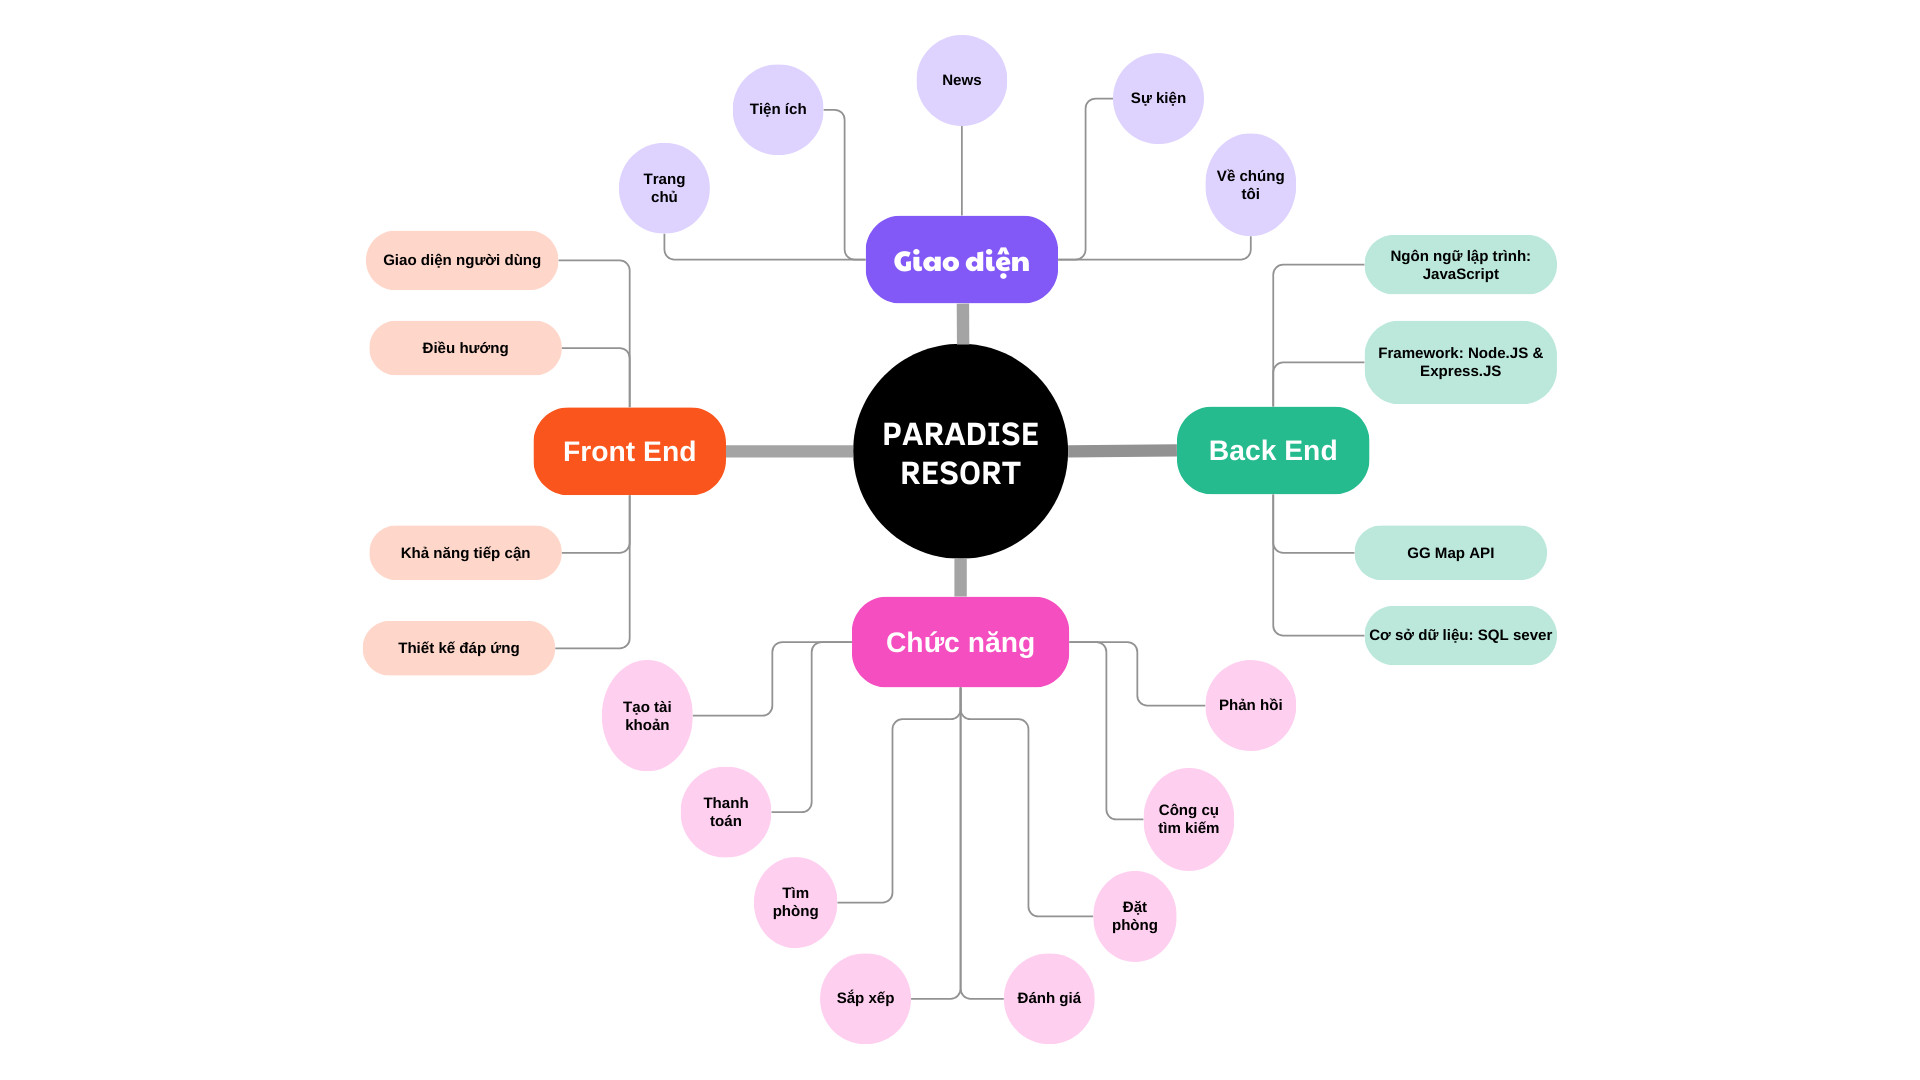 News
Sự kiện
Tiện ích
Trang
chủ
Về chúng
tôi
Giao diện
Giao diện người dùng
Điều hướng
Front End
Khả năng tiếp cận
Thiết kế đáp ứng
PARADISE
RESORT
Ngôn ngữ lập trình:
JavaScript
Framework: Node.JS &
Express.JS
Back End
GG Map API
Cơ sở dữ liệu: SQL sever
Chức năng
Tạo tài
khoản
Thanh
toán
Tìm
phòng
Sắp xếp
Phản hồi
Công cụ
tìm kiếm
Đặt
phòng
Đánh giá